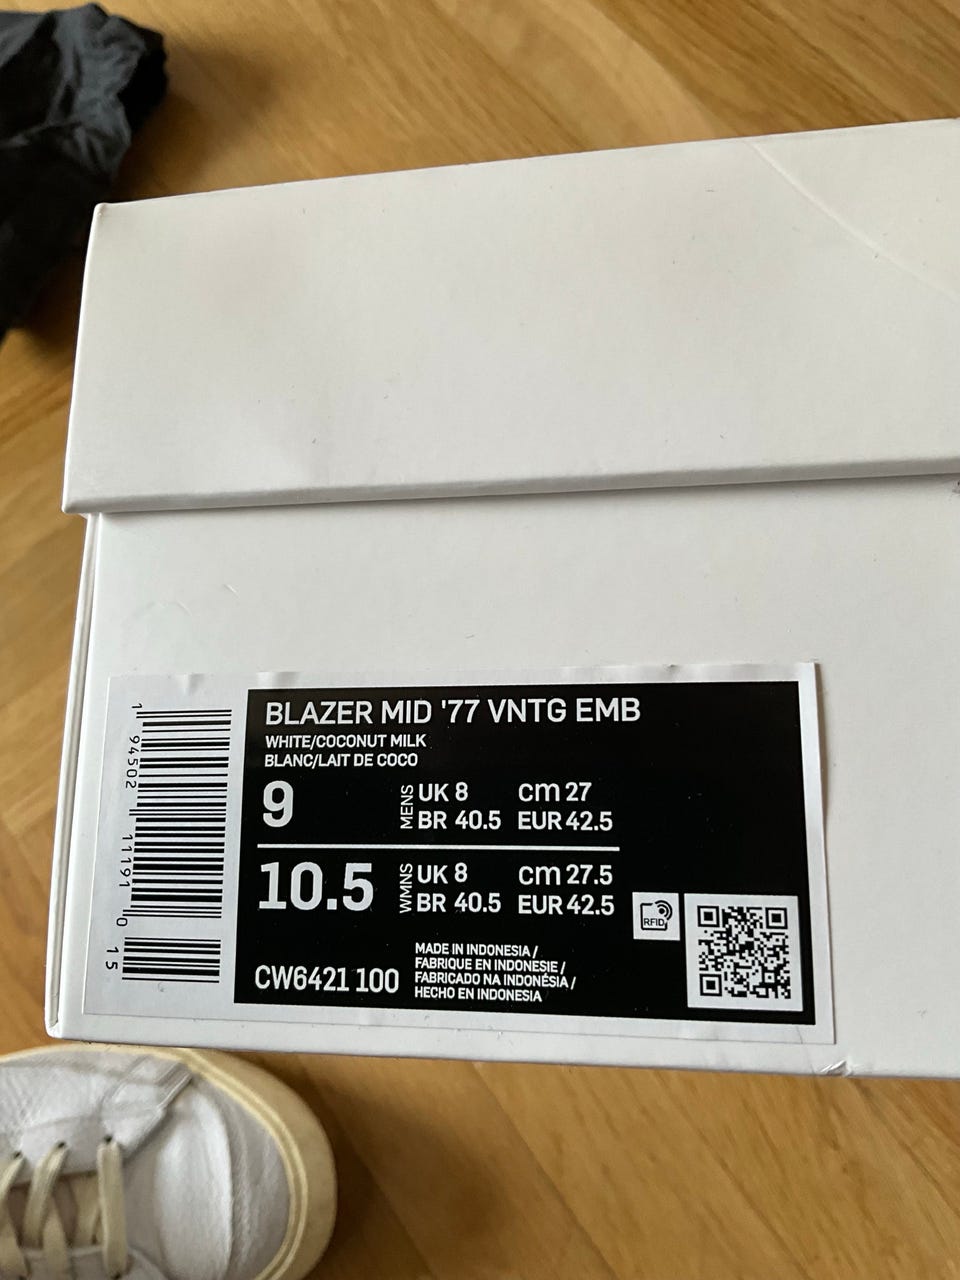 BLAZER MID '77 VNTG EMB
WHITE/COCONUT MILK
BLANC/LAIT DE COCO
9 MENS UK 8 cm 27
BR 40.5 EUR 42.5
10.5 WMNS UK 8 cm 27.5
BR 40.5 EUR 42.5
RFID
CW6421 100
MADE IN INDONESIA /
FABRIQUE EN INDONESIE /
FABRICADO NA INDONÉSIA /
HECHO EN INDONESIA
1 94502 11191 0 15